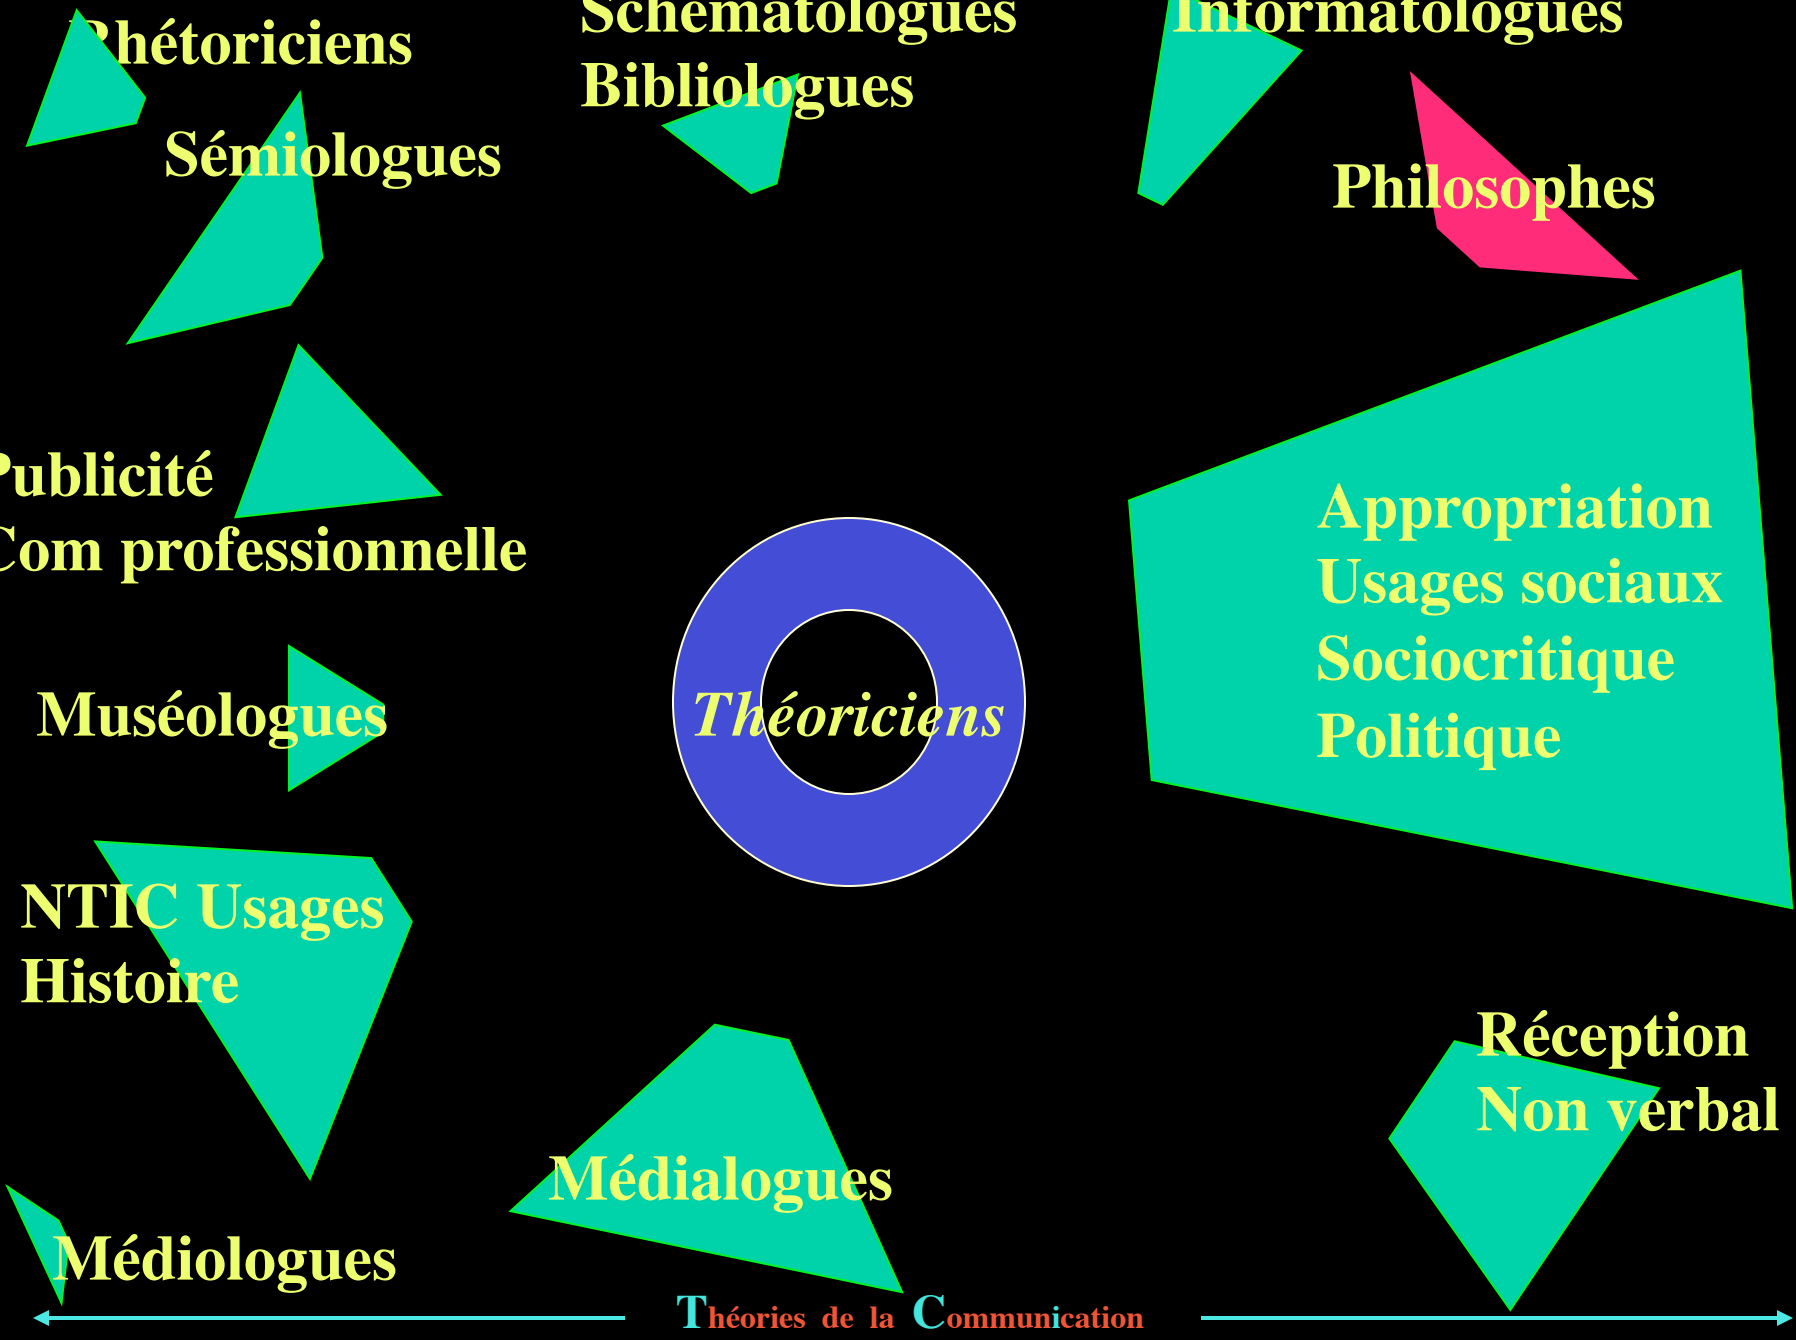 Rhétoriciens
Schématologues
Bibliologues
Informatologues
Sémiologues
Philosophes
Publicité
Com professionnelle
Appropriation
Usages sociaux
Sociocritique
Politique
Muséologues
Théoriciens
NTIC Usages
Histoire
Réception
Non verbal
Médialogues
Médiologues
Théories de la Communication